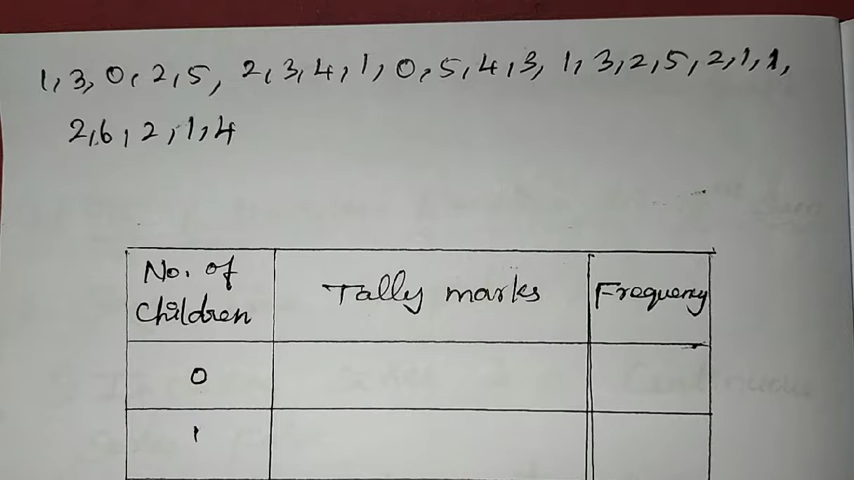 1, 3, 0, 2, 5, 2, 3, 4, 1, 0, 5, 4, 3, 1, 3, 2, 5, 2, 1, 1,
2, 6, 2, 1, 4
No. of
children
Tally marks
Frequency
0
1